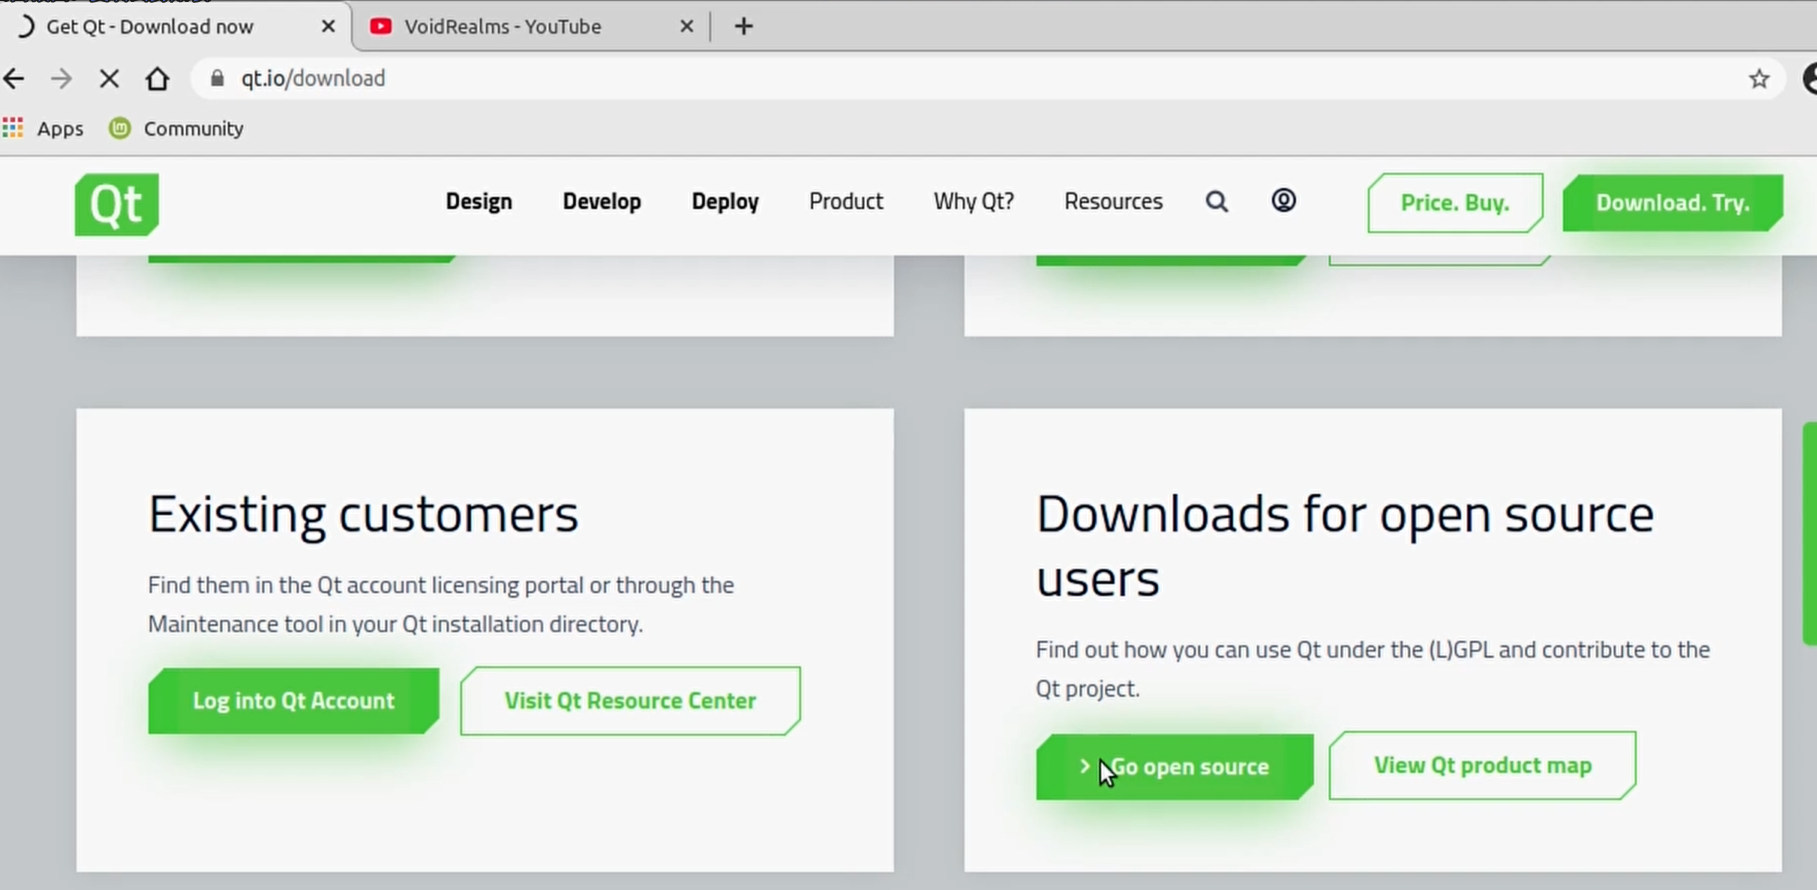 Get Qt - Download now
VoidRealms - YouTube
qt.io/download
Apps
Community
Qt
Design
Develop
Deploy
Product
Why Qt?
Resources
Price. Buy.
Download. Try.
Existing customers
Find them in the Qt account licensing portal or through the
Maintenance tool in your Qt installation directory.
Log into Qt Account
Visit Qt Resource Center
Downloads for open source
users
Find out how you can use Qt under the (L)GPL and contribute to the
Qt project.
Go open source
View Qt product map